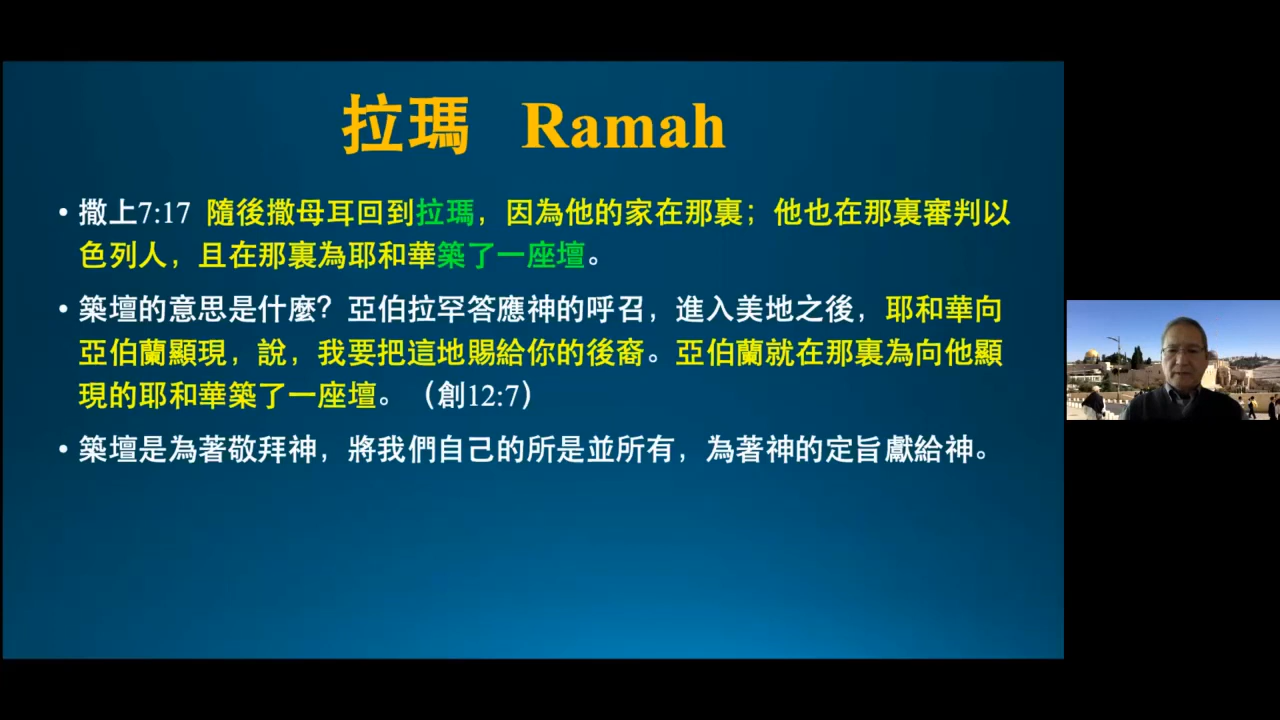 拉瑪 Ramah
• 撒上7:17 隨後撒母耳回到拉瑪，因為他的家在那裏；他也在那裏審判以
色列人，且在那裏為耶和華築了一座壇。
• 築壇的意思是什麼？亞伯拉罕答應神的呼召，進入美地之後，耶和華向
亞伯蘭顯現，說，我要把這地賜給你的後裔。亞伯蘭就在那裏為向他顯
現的耶和華築了一座壇。（創12:7）
• 築壇是為著敬拜神，將我們自己的所是並所有，為著神的定旨獻給神。